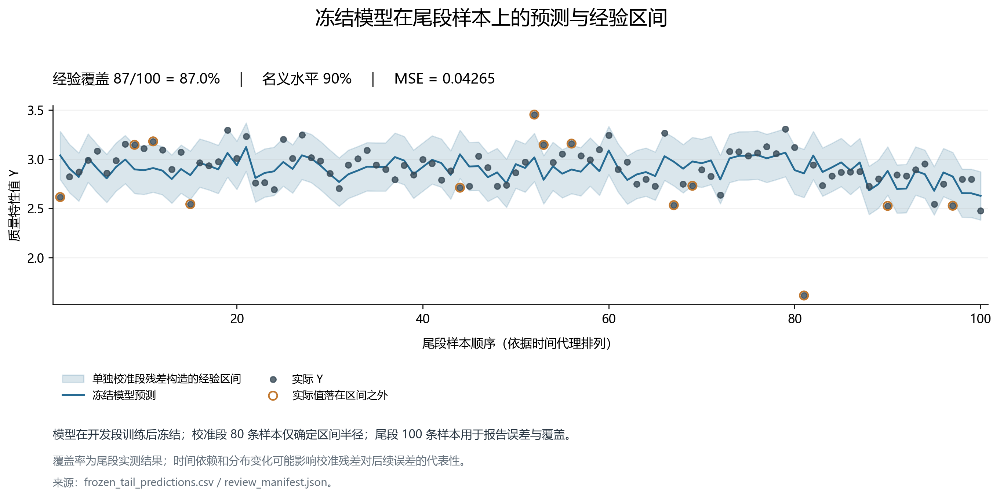 冻结模型在尾段样本上的预测与经验区间
经验覆盖 87/100 = 87.0% | 名义水平 90% | MSE = 0.04265
3.5
3.0
2.5
2.0
质量特性值 Y
20 40 60 80 100
尾段样本顺序（依据时间代理排列）
单独校准段残差构造的经验区间
冻结模型预测
实际 Y
实际值落在区间之外
模型在开发段训练后冻结；校准段 80 条样本仅确定区间半径；尾段 100 条样本用于报告误差与覆盖。
覆盖率为尾段实测结果；时间依赖和分布变化可能影响校准残差对后续误差的代表性。
来源：frozen_tail_predictions.csv / review_manifest.json。